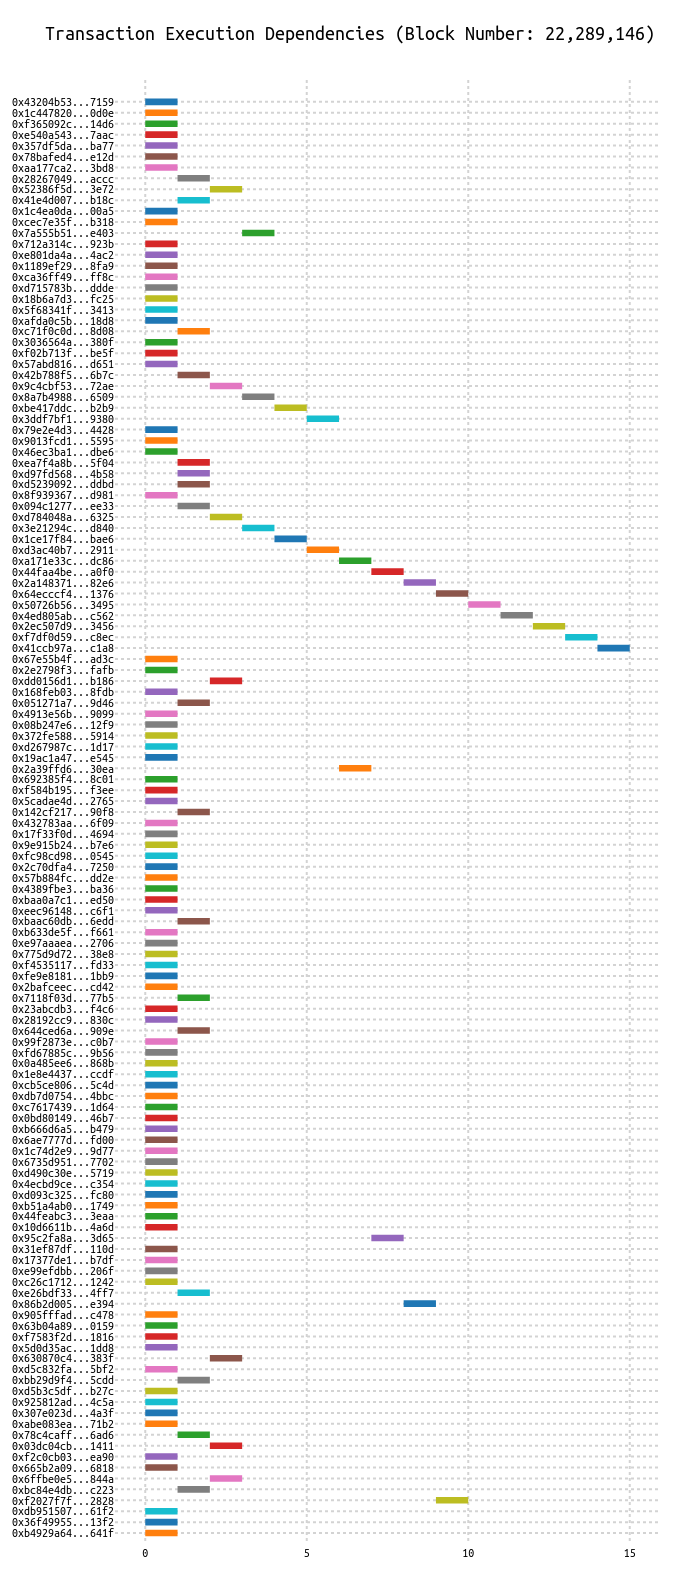 Transaction Execution Dependencies (Block Number: 22,289,146)
0x43204b53...7159
0x1c447820...0d0e
0xf365092c...14d6
0xe540a543...7aac
0x357df5da...ba77
0x78bafed4...e12d
0xaa177ca2...3bd8
0x28267049...accc
0x52386f5d...3e72
0x41e4d007...b18c
0x1c4ea0da...00a5
0xcec7e35f...b318
0x7a555b51...e403
0x712a314c...923b
0xe801da4a...4ac2
0x1189ef29...8fa9
0xca36ff49...ff8c
0xd715783b...ddde
0x18b6a7d3...fc25
0x5f68341f...3413
0xafda0c5b...18d8
0xc71f0c0d...8d08
0x3036564a...380f
0xf02b713f...be5f
0x57abd816...d651
0x42b788f5...6b7c
0x9c4cbf53...72ae
0x8a7b4988...6509
0xbe417ddc...b2b9
0x3ddf7bf1...9380
0x79e2e4d3...4428
0x9013fcd1...5595
0x46ec3ba1...dbe6
0xea7f4a8b...5f04
0xd97fd568...4b58
0xd5239092...ddbd
0x8f939367...d981
0x094c1277...ee33
0xd784048a...6325
0x3e21294c...d840
0x1ce17f84...bae6
0xd3ac40b7...2911
0xa171e33c...dc86
0x44faa4be...a0f0
0x2a148371...82e6
0x64ecccf4...1376
0x50726b56...3495
0x4ed805ab...c562
0x2ec507d9...3456
0xf7df0d59...c8ec
0x41ccb97a...c1a8
0x67e55b4f...ad3c
0x2e2798f3...fafb
0xdd0156d1...b186
0x168feb03...8fdb
0x051271a7...9d46
0x4913e56b...9099
0x08b247e6...12f9
0x372fe588...5914
0xd267987c...1d17
0x19ac1a47...e545
0x2a39ffd6...30ea
0x692385f4...8c01
0xf584b195...f3ee
0x5cadae4d...2765
0x142cf217...90f8
0x432783aa...6f09
0x17f33f0d...4694
0x9e915b24...b7e6
0xfc98cd98...0545
0x2c70dfa4...7250
0x57b884fc...dd2e
0x4389fbe3...ba36
0xbaa0a7c1...ed50
0xeec96148...c6f1
0xbaac60db...6edd
0xb633de5f...f661
0xe97aaaea...2706
0x775d9d72...38e8
0xf4535117...fd33
0xfe9e8181...1bb9
0x2bafceec...cd42
0x7118f03d...77b5
0x23abcdb3...f4c6
0x28192cc9...830c
0x644ced6a...909e
0x99f2873e...c0b7
0xfd67885c...9b56
0x0a485ee6...868b
0x1e8e4437...ccdf
0xcb5ce806...5c4d
0xdb7d0754...4bbc
0xc7617439...1d64
0x0bd80149...46b7
0xb666d6a5...b479
0x6ae7777d...fd00
0x1c74d2e9...9d77
0x6735d951...7702
0xd490c30e...5719
0x4ecbd9ce...c354
0xd093c325...fc80
0xb51a4ab0...1749
0x44feabc3...3eaa
0x10d6611b...4a6d
0x95c2fa8a...3d65
0x31ef87df...110d
0x17377de1...b7df
0xe99efdbb...206f
0xc26c1712...1242
0xe26bdf33...4ff7
0x86b2d005...e394
0x905fffad...c478
0x63b04a89...0159
0xf7583f2d...1816
0x5d0d35ac...1dd8
0x630870c4...383f
0xd5c832fa...5bf2
0xbb29d9f4...5cdd
0xd5b3c5df...b27c
0x925812ad...4c5a
0x307e023d...4a3f
0xabe083ea...71b2
0x78c4caff...6ad6
0x03dc04cb...1411
0xf2c0cb03...ea90
0x665b2a09...6818
0x6ffbe0e5...844a
0xbc84e4db...c223
0xf2027f7f...2828
0xdb951507...61f2
0x36f49955...13f2
0xb4929a64...641f
0 5 10 15